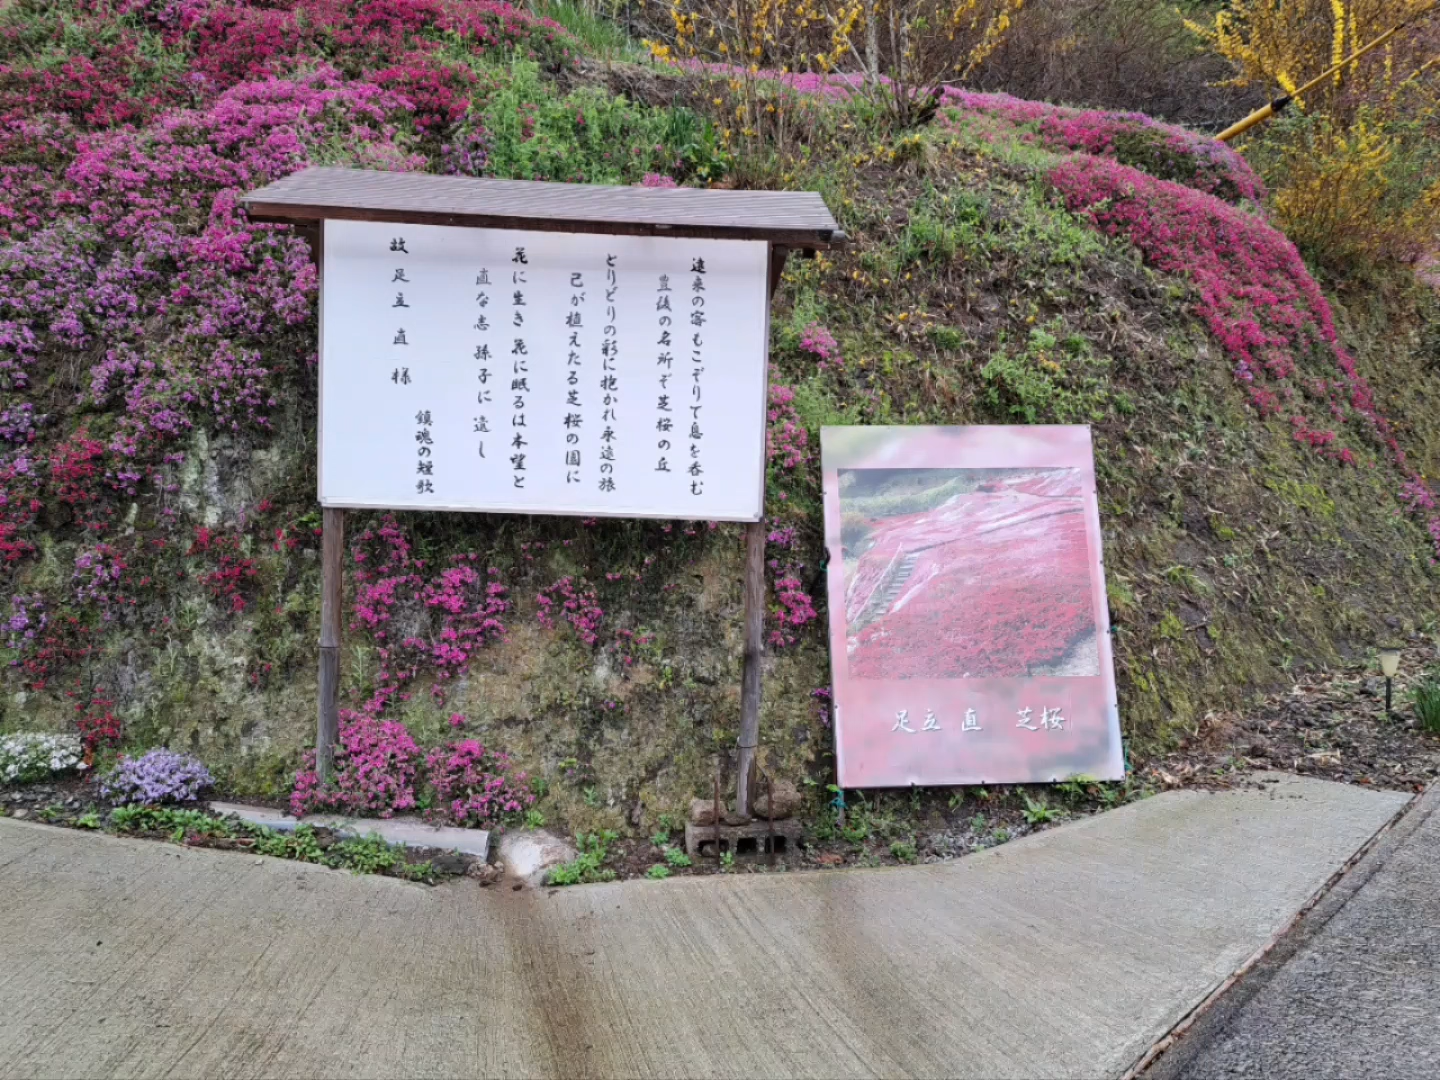 遠来の客もこぞりて息を呑む
豊後の名所ぞ芝桜の丘
とりどりの彩に抱かれ永遠の旅
己が植えたる芝桜の園に
花に生き花に眠るは本望と
直な志孫子に遺し
鎮魂の短歌
故足立直様
足立直 芝桜